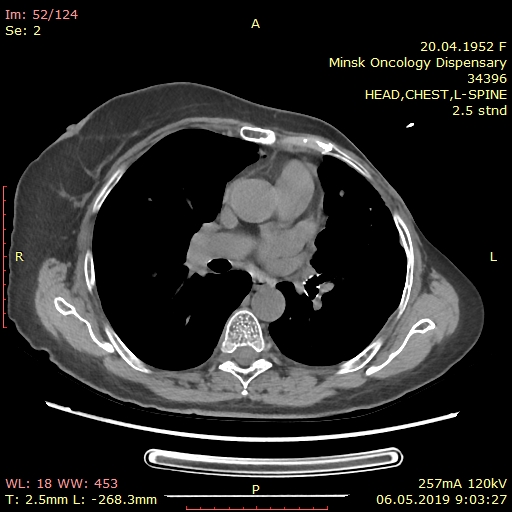 Im: 52/124
Se: 2
A
20.04.1952 F
Minsk Oncology Dispensary
34396
HEAD,CHEST,L-SPINE
2.5 stnd
R
L
WL: 18 WW: 453
T: 2.5mm L: -268.3mm
P
257mA 120kV
06.05.2019 9:03:27